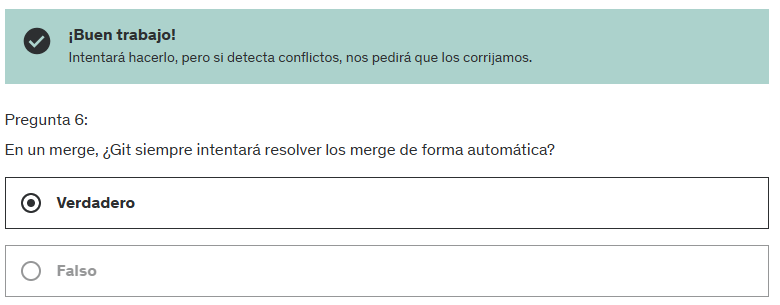 ¡Buen trabajo!
Intentará hacerlo, pero si detecta conflictos, nos pedirá que los corrijamos.
Pregunta 6:
En un merge, ¿Git siempre intentará resolver los merge de forma automática?
Verdadero
Falso